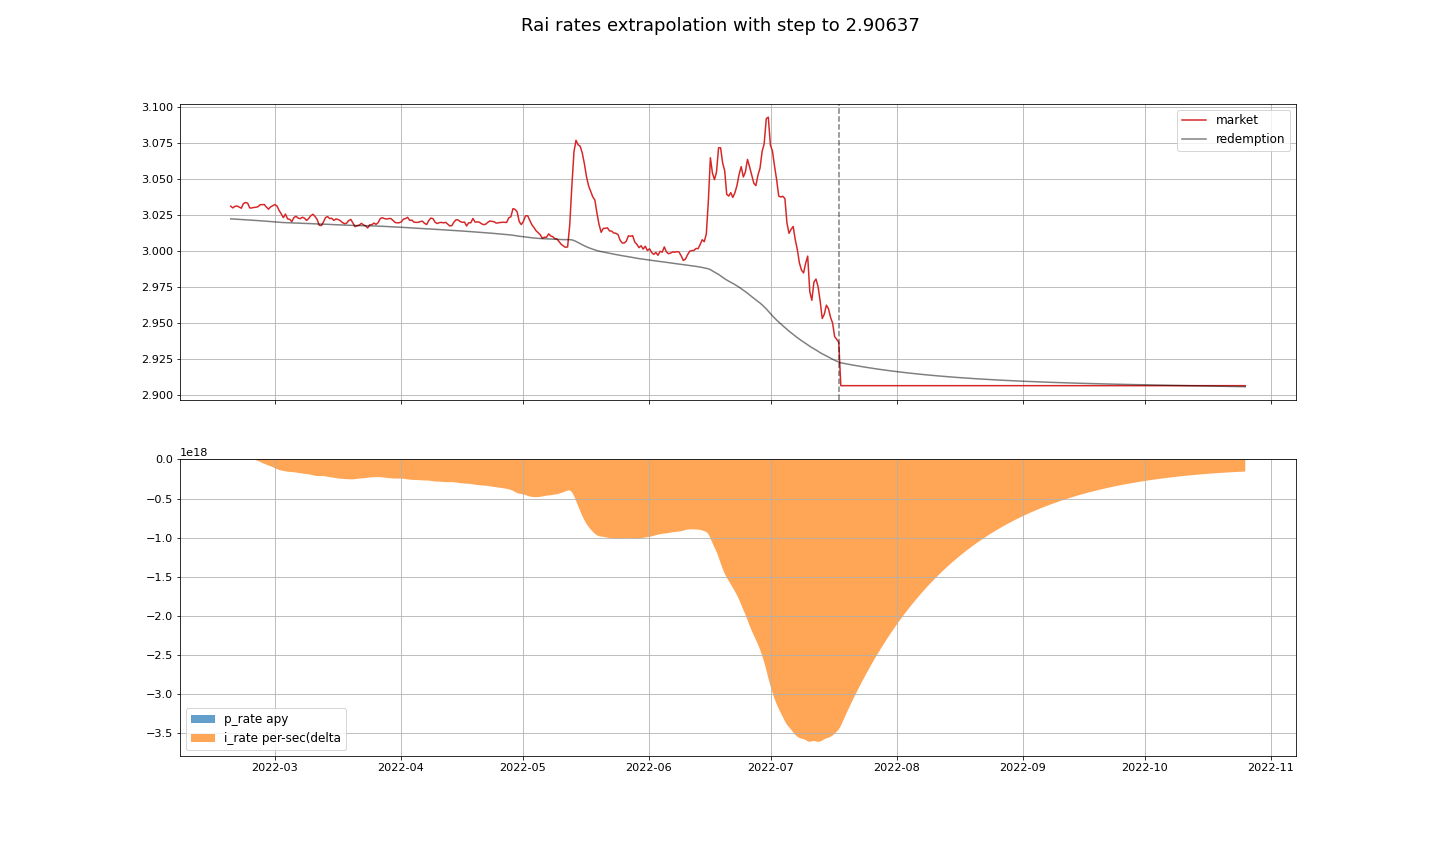 Rai rates extrapolation with step to 2.90637
3.100
3.075
3.050
3.025
3.000
2.975
2.950
2.925
2.900
market
redemption
1e18
0.0
−0.5
−1.0
−1.5
−2.0
−2.5
−3.0
−3.5
p_rate apy
i_rate per-sec(delta
2022-03 2022-04 2022-05 2022-06 2022-07 2022-08 2022-09 2022-10 2022-11